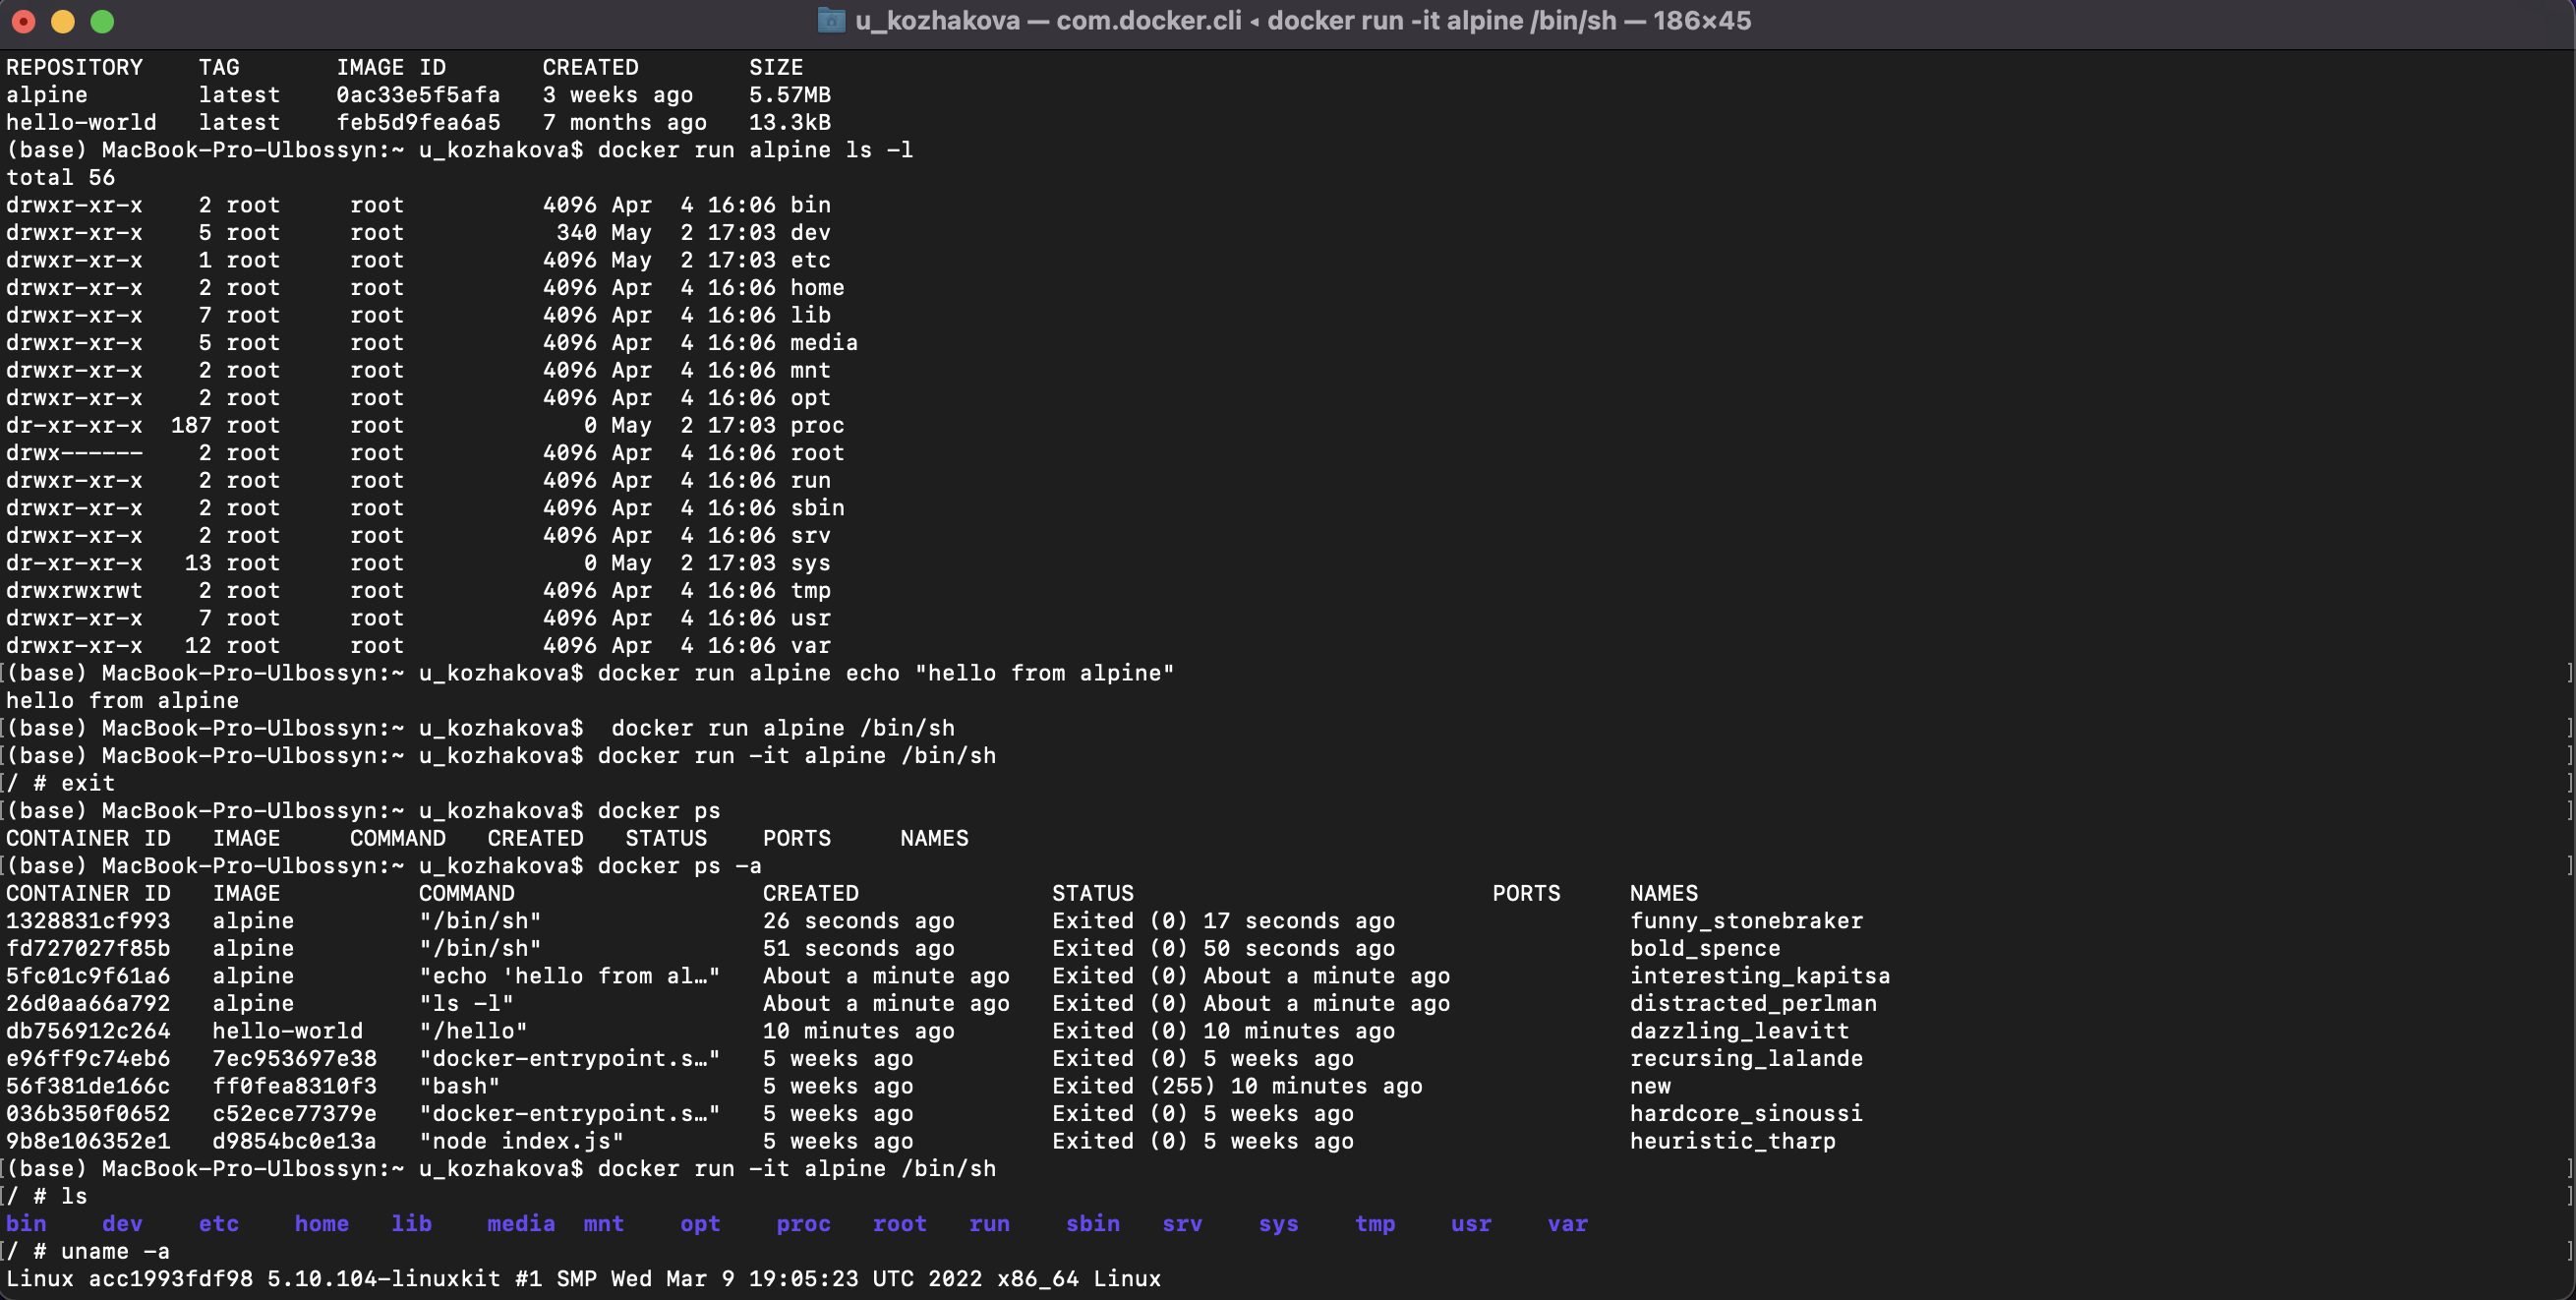 u_kozhakova — com.docker.cli ◂ docker run -it alpine /bin/sh — 186×45
REPOSITORY    TAG       IMAGE ID       CREATED        SIZE
alpine        latest    0ac33e5f5afa   3 weeks ago    5.57MB
hello-world   latest    feb5d9fea6a5   7 months ago   13.3kB
(base) MacBook-Pro-Ulbossyn:~ u_kozhakova$ docker run alpine ls -l
total 56
drwxr-xr-x    2 root     root          4096 Apr  4 16:06 bin
drwxr-xr-x    5 root     root           340 May  2 17:03 dev
drwxr-xr-x    1 root     root          4096 May  2 17:03 etc
drwxr-xr-x    2 root     root          4096 Apr  4 16:06 home
drwxr-xr-x    7 root     root          4096 Apr  4 16:06 lib
drwxr-xr-x    5 root     root          4096 Apr  4 16:06 media
drwxr-xr-x    2 root     root          4096 Apr  4 16:06 mnt
drwxr-xr-x    2 root     root          4096 Apr  4 16:06 opt
dr-xr-xr-x  187 root     root             0 May  2 17:03 proc
drwx------    2 root     root          4096 Apr  4 16:06 root
drwxr-xr-x    2 root     root          4096 Apr  4 16:06 run
drwxr-xr-x    2 root     root          4096 Apr  4 16:06 sbin
drwxr-xr-x    2 root     root          4096 Apr  4 16:06 srv
dr-xr-xr-x   13 root     root             0 May  2 17:03 sys
drwxrwxrwt    2 root     root          4096 Apr  4 16:06 tmp
drwxr-xr-x    7 root     root          4096 Apr  4 16:06 usr
drwxr-xr-x   12 root     root          4096 Apr  4 16:06 var
[(base) MacBook-Pro-Ulbossyn:~ u_kozhakova$ docker run alpine echo "hello from alpine" ]
hello from alpine
[(base) MacBook-Pro-Ulbossyn:~ u_kozhakova$  docker run alpine /bin/sh ]
[(base) MacBook-Pro-Ulbossyn:~ u_kozhakova$ docker run -it alpine /bin/sh ]
[/ # exit ]
[(base) MacBook-Pro-Ulbossyn:~ u_kozhakova$ docker ps ]
CONTAINER ID   IMAGE     COMMAND   CREATED   STATUS    PORTS     NAMES
[(base) MacBook-Pro-Ulbossyn:~ u_kozhakova$ docker ps -a ]
CONTAINER ID   IMAGE          COMMAND                  CREATED              STATUS                          PORTS     NAMES
1328831cf993   alpine         "/bin/sh"                26 seconds ago       Exited (0) 17 seconds ago                 funny_stonebraker
fd727027f85b   alpine         "/bin/sh"                51 seconds ago       Exited (0) 50 seconds ago                 bold_spence
5fc01c9f61a6   alpine         "echo 'hello from al…"   About a minute ago   Exited (0) About a minute ago             interesting_kapitsa
26d0aa66a792   alpine         "ls -l"                  About a minute ago   Exited (0) About a minute ago             distracted_perlman
db756912c264   hello-world    "/hello"                 10 minutes ago       Exited (0) 10 minutes ago                 dazzling_leavitt
e96ff9c74eb6   7ec953697e38   "docker-entrypoint.s…"   5 weeks ago          Exited (0) 5 weeks ago                    recursing_lalande
56f381de166c   ff0fea8310f3   "bash"                   5 weeks ago          Exited (255) 10 minutes ago               new
036b350f0652   c52ece77379e   "docker-entrypoint.s…"   5 weeks ago          Exited (0) 5 weeks ago                    hardcore_sinoussi
9b8e106352e1   d9854bc0e13a   "node index.js"          5 weeks ago          Exited (0) 5 weeks ago                    heuristic_tharp
[(base) MacBook-Pro-Ulbossyn:~ u_kozhakova$ docker run -it alpine /bin/sh ]
[/ # ls ]
bin    dev    etc    home   lib    media  mnt    opt    proc   root   run    sbin   srv    sys    tmp    usr    var
[/ # uname -a ]
Linux acc1993fdf98 5.10.104-linuxkit #1 SMP Wed Mar 9 19:05:23 UTC 2022 x86_64 Linux